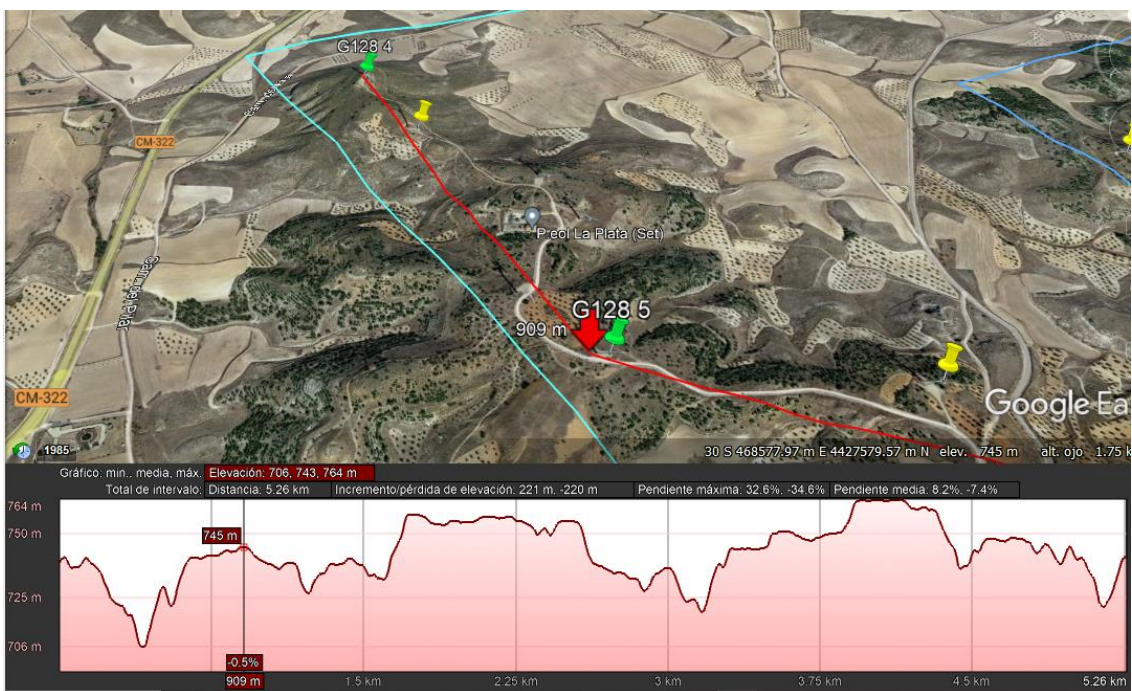 G128 4
CM-322
P.eol La Plata (Set)
Cam. del Pilar
G128 5
909 m
CM-322
Google Ea
1985
30 S 468577.97 m E 4427579.57 m N elev. 745 m alt. ojo 1.75 k
Gráfico: min., media, máx. Elevación: 706, 743, 764 m
Total de intervalo: Distancia: 5.26 km Incremento/pérdida de elevación: 221 m, -220 m Pendiente máxima: 32.6%, -34.6% Pendiente media: 8.2%, -7.4%
764 m
750 m
745 m
725 m
706 m
-0.5%
909 m 1.5 km 2.25 km 3 km 3.75 km 4.5 km 5.26 km